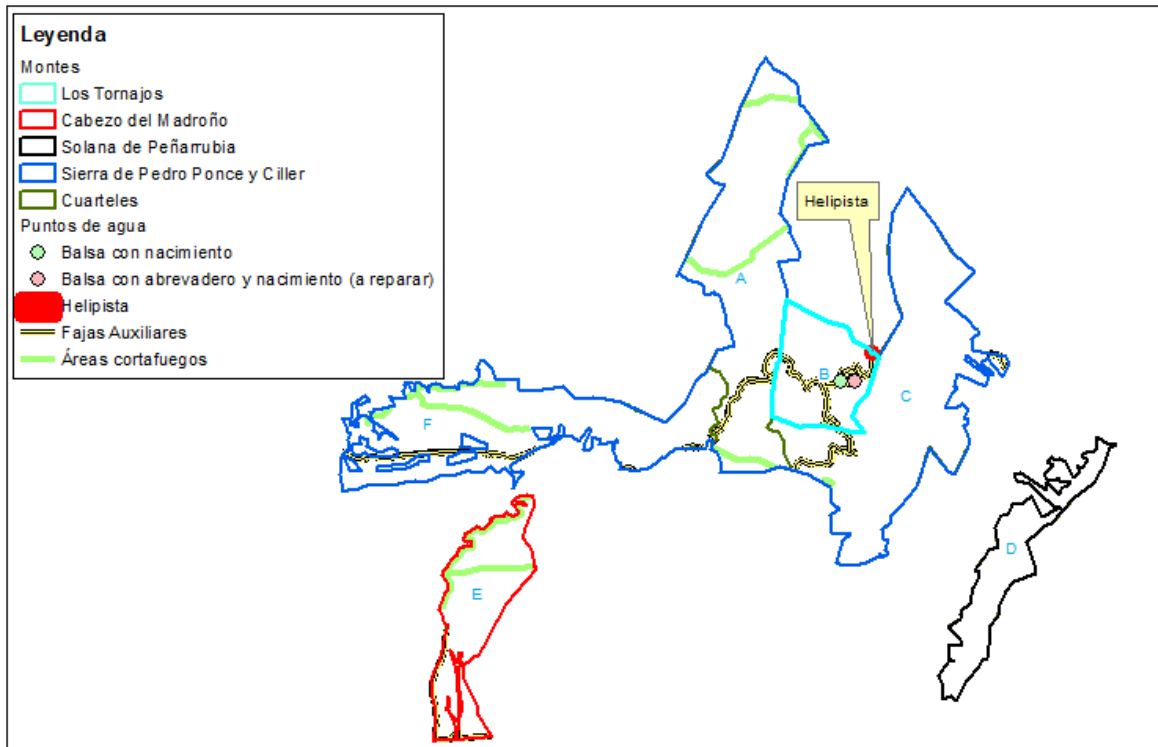 Leyenda
Montes
Los Tornajos
Cabezo del Madroño
Solana de Peñarrubia
Sierra de Pedro Ponce y Ciller
Cuarteles
Puntos de agua
Balsa con nacimiento
Balsa con abrevadero y nacimiento (a reparar)
Helipista
Fajas Auxiliares
Áreas cortafuegos
Helipista
A
B
C
F
D
E